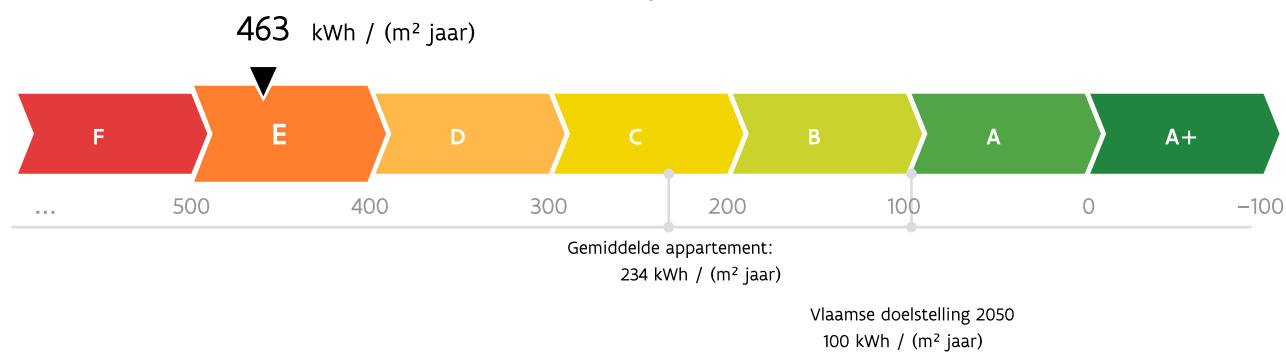 463 kWh / (m² jaar)
F E D C B A A+
... 500 400 300 200 100 0 −100
Gemiddelde appartement:
234 kWh / (m² jaar)
Vlaamse doelstelling 2050
100 kWh / (m² jaar)